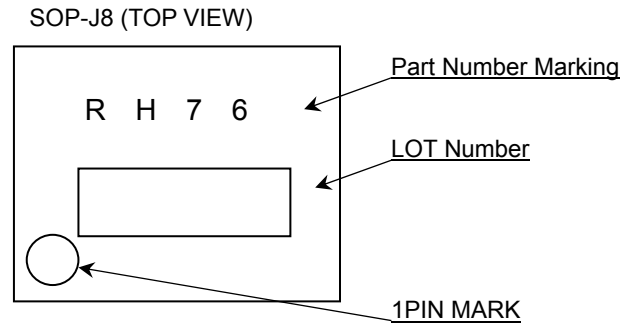 SOP-J8 (TOP VIEW)
Part Number Marking
R H 7 6
LOT Number
1PIN MARK